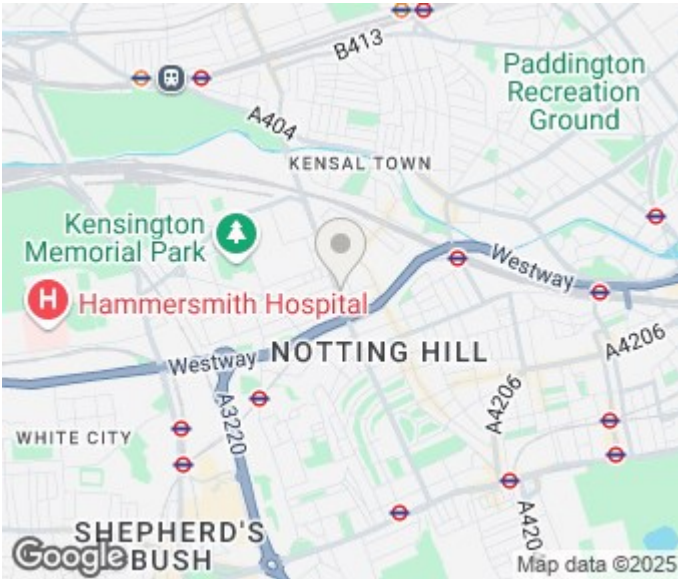 B413
Paddington
Recreation
Ground
A404
KENSAL TOWN
Kensington
Memorial Park
Westway
H
Hammersmith Hospital
Westway
NOTTING HILL
A4206
A3220
A4206
WHITE CITY
A420
SHEPHERD'S
BUSH
Google
Map data ©2025